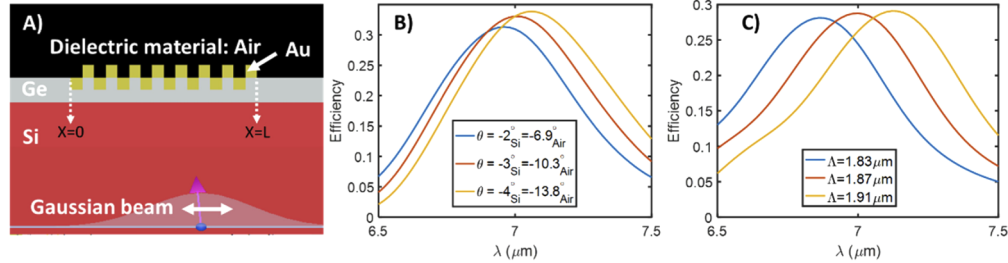 A)
Dielectric material: Air
Au
Ge
X=0
X=L
Si
Gaussian beam
B)
Efficiency
0.35
0.3
0.25
0.2
0.15
0.1
0.05
0
θ = -2°Si=-6.9°Air
θ = -3°Si=-10.3°Air
θ = -4°Si=-13.8°Air
6.5
7
7.5
λ (μm)
C)
Efficiency
0.3
0.25
0.2
0.15
0.1
0.05
0
Λ=1.83μm
Λ=1.87μm
Λ=1.91μm
6.5
7
7.5
λ (μm)